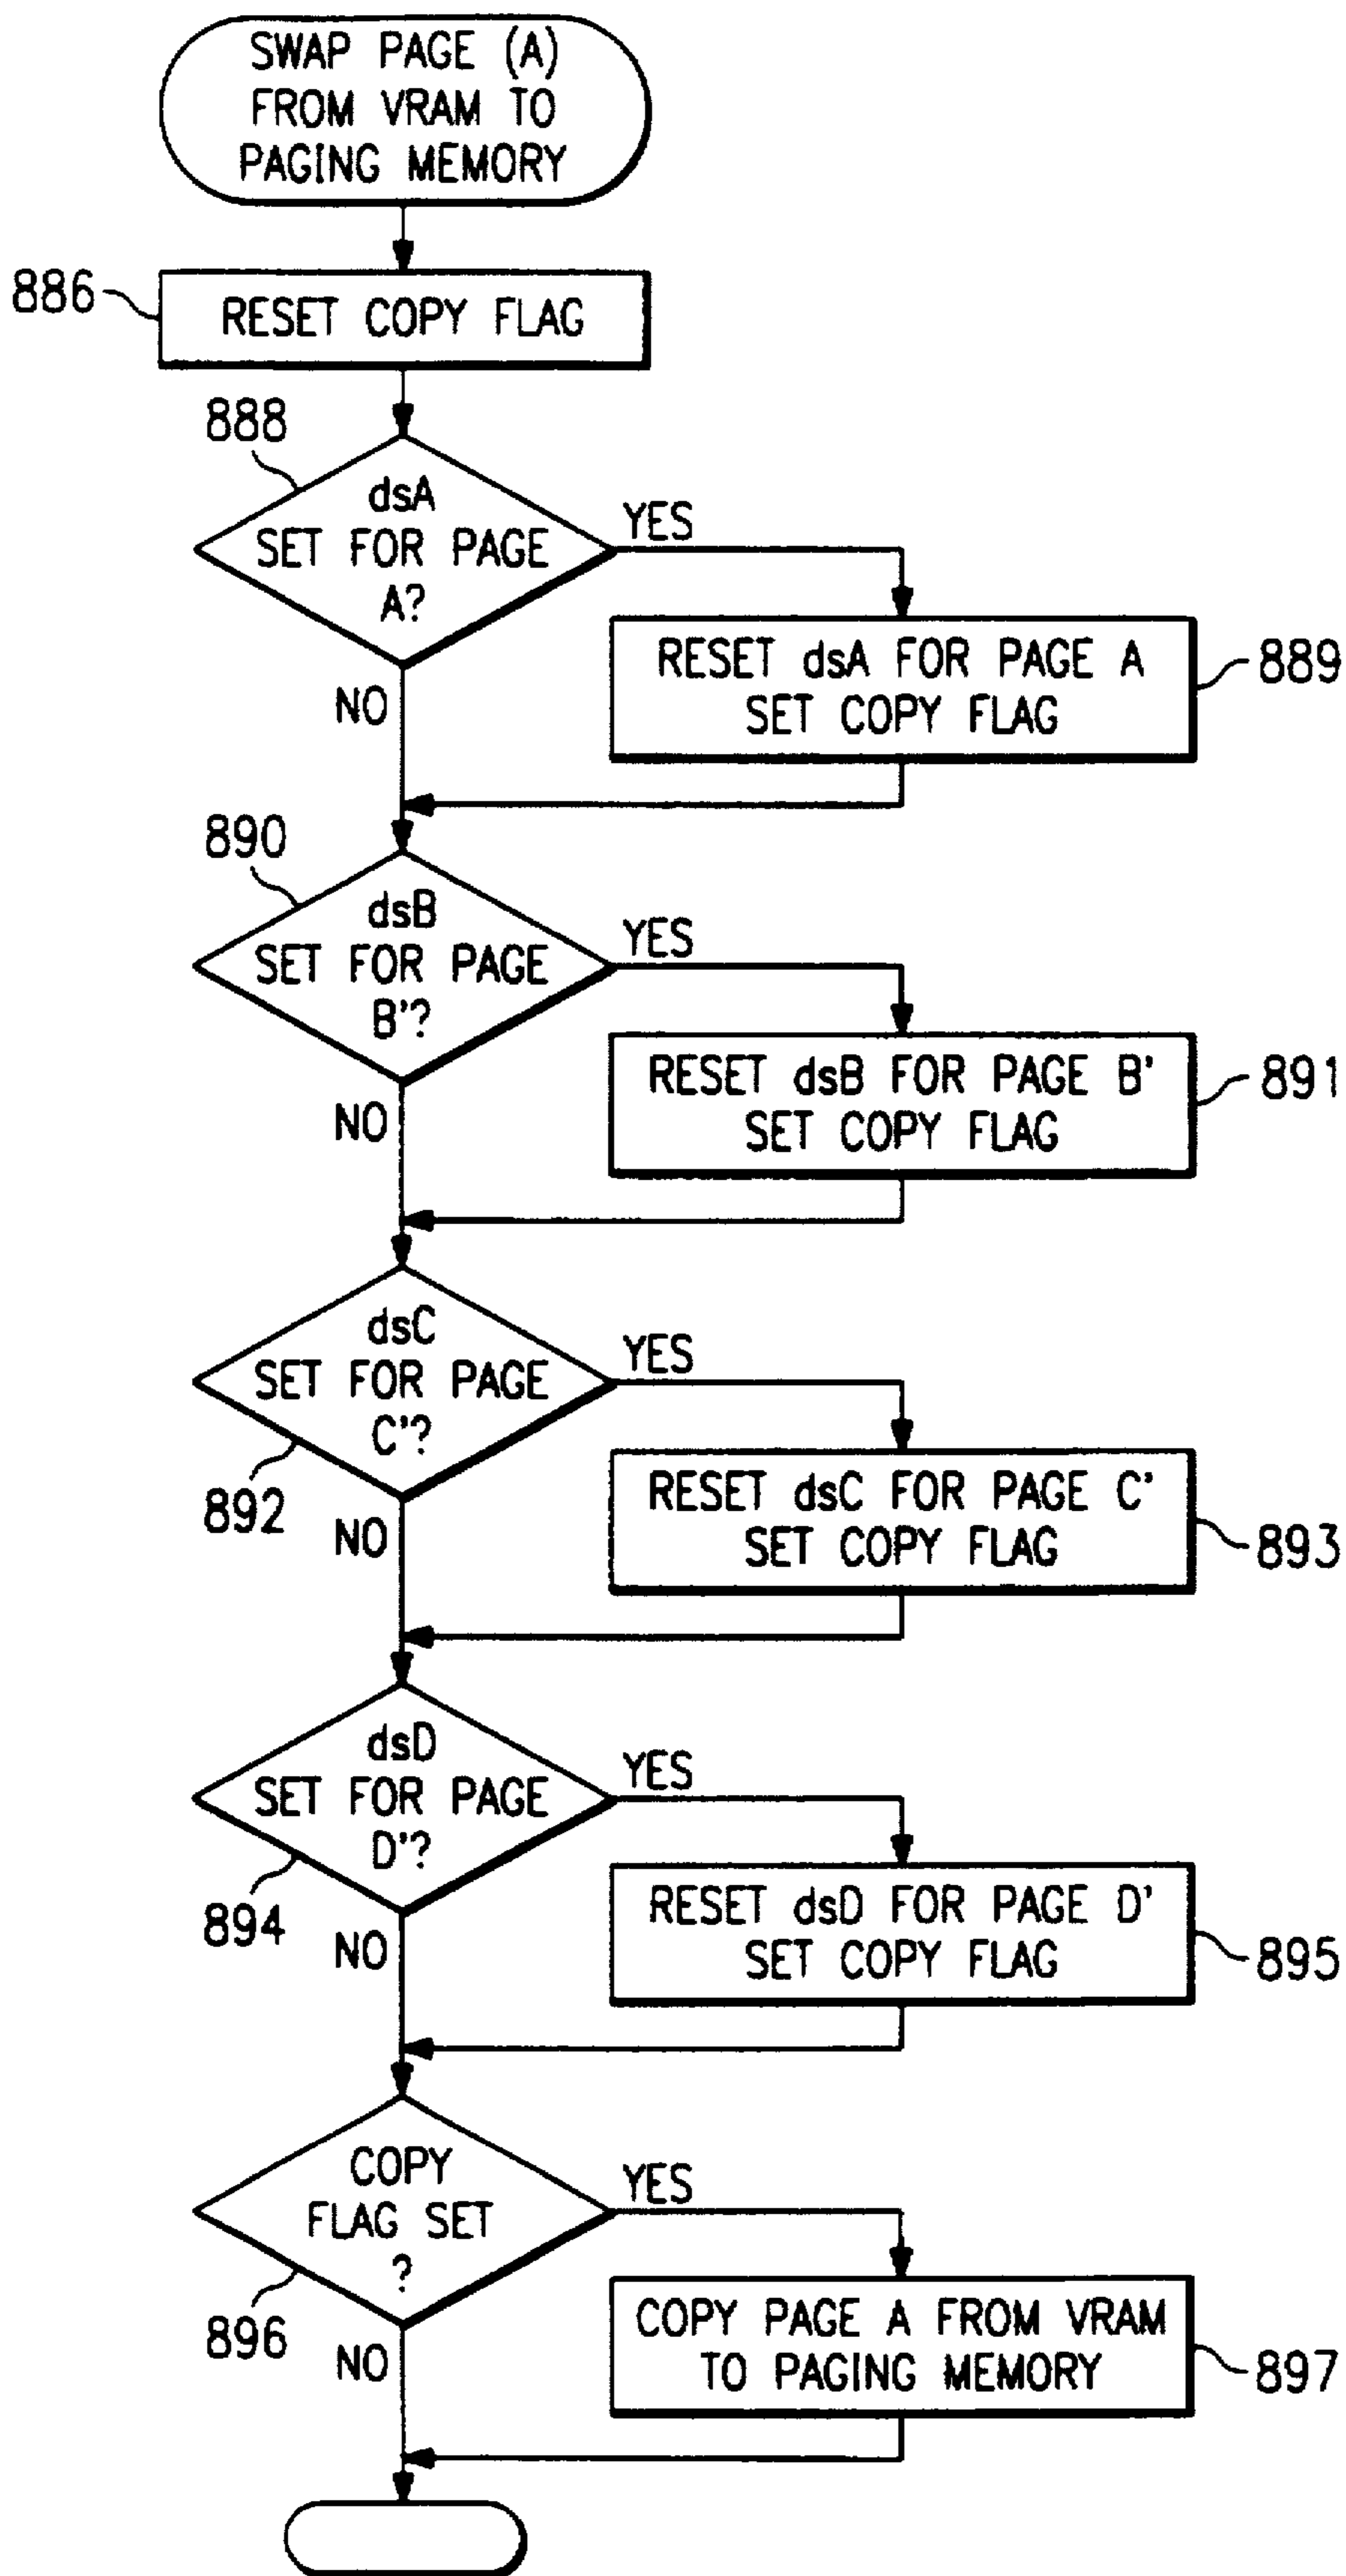 SWAP PAGE (A)
FROM VRAM TO
PAGING MEMORY
886
RESET COPY FLAG
888
dsA
SET FOR PAGE
A?
YES
NO
RESET dsA FOR PAGE A
SET COPY FLAG
889
890
dsB
SET FOR PAGE
B'?
YES
NO
RESET dsB FOR PAGE B'
SET COPY FLAG
891
dsC
SET FOR PAGE
C'?
YES
892
NO
RESET dsC FOR PAGE C'
SET COPY FLAG
893
dsD
SET FOR PAGE
D'?
YES
894
NO
RESET dsD FOR PAGE D'
SET COPY FLAG
895
COPY
FLAG SET
?
YES
896
NO
COPY PAGE A FROM VRAM
TO PAGING MEMORY
897